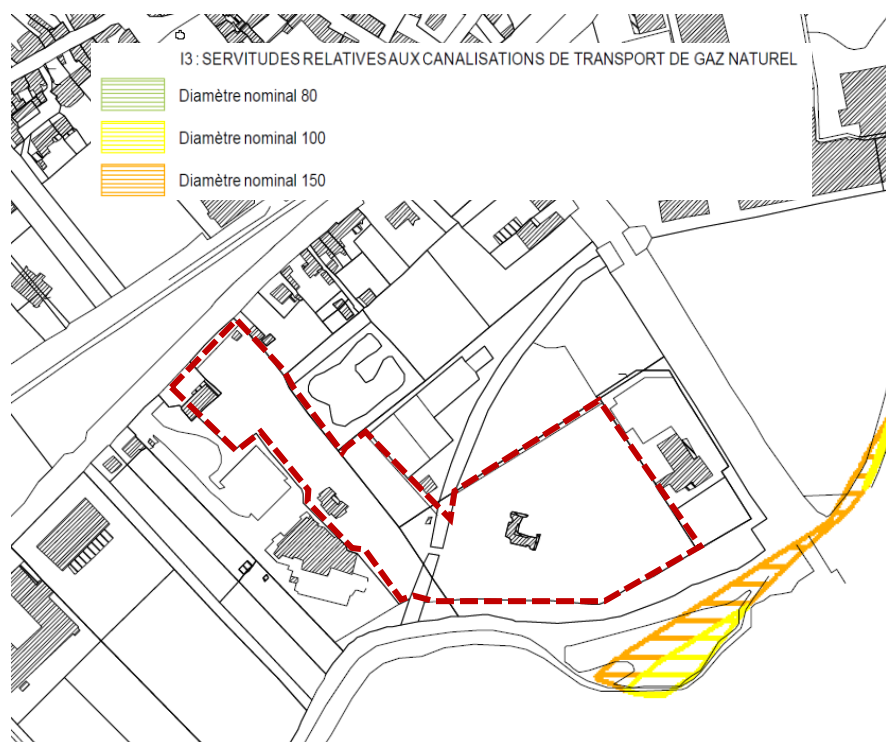 I3 : SERVITUDES RELATIVES AUX CANALISATIONS DE TRANSPORT DE GAZ NATUREL
Diamètre nominal 80
Diamètre nominal 100
Diamètre nominal 150